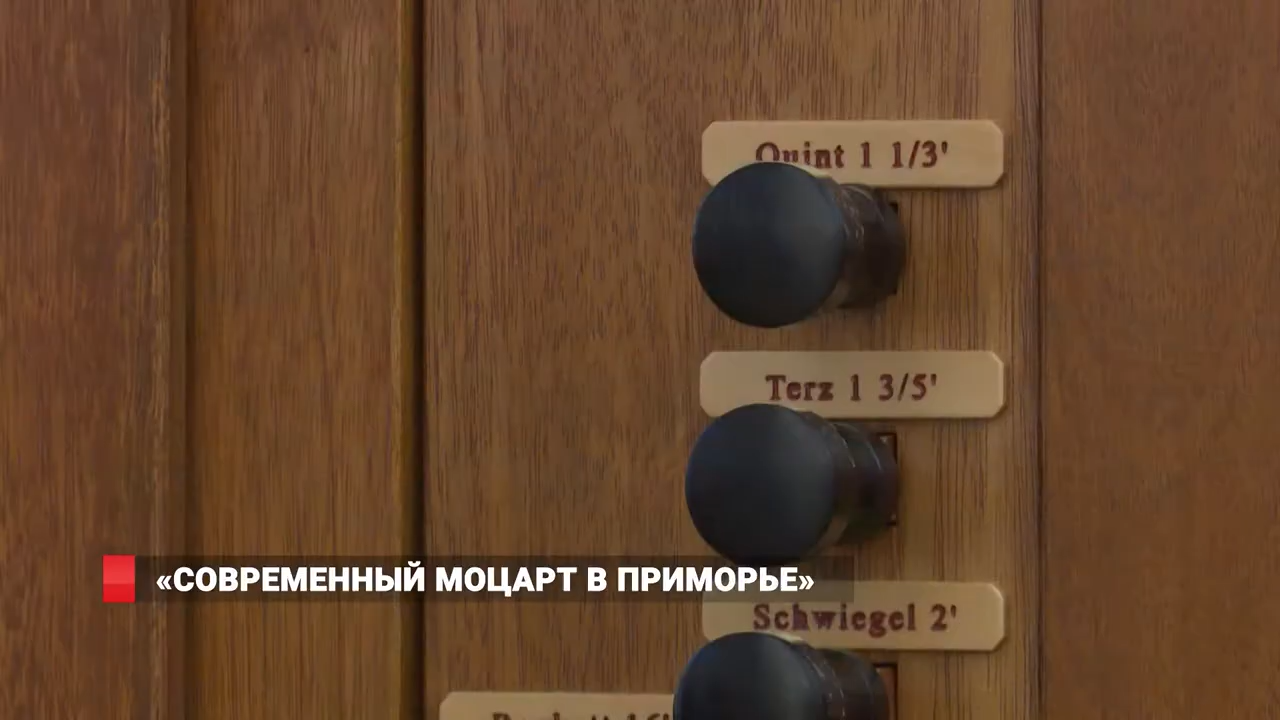 Quint 1 1/3'
Terz 1 3/5'
«СОВРЕМЕННЫЙ МОЦАРТ В ПРИМОРЬЕ»
Schwiegel 2'